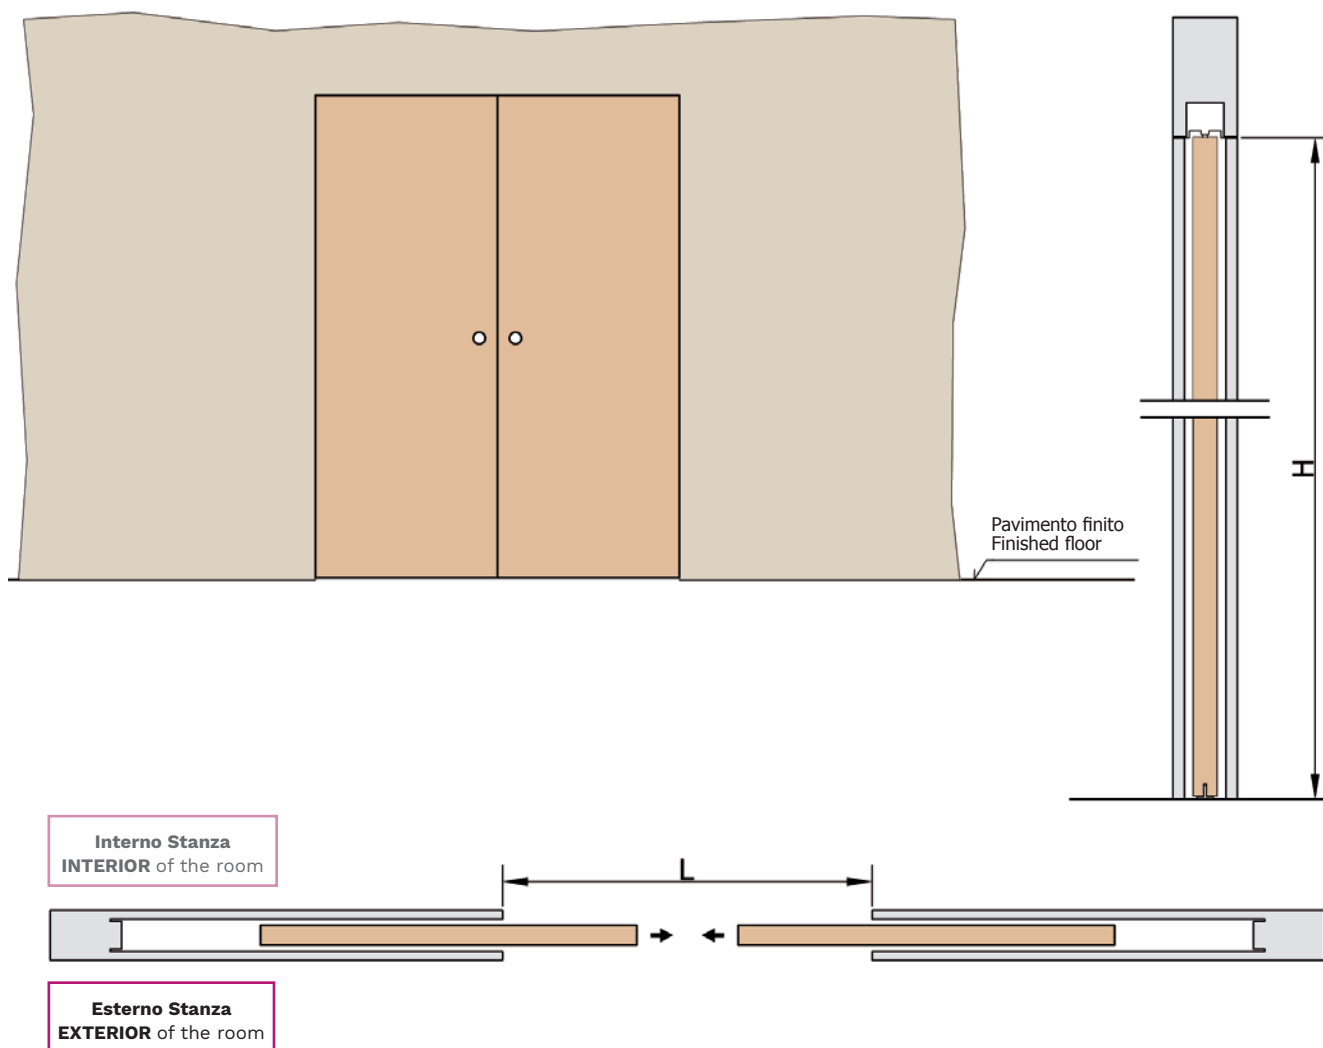 Pavimento finito
Finished floor
H
Interno Stanza
INTERIOR of the room
L
Esterno Stanza
EXTERIOR of the room